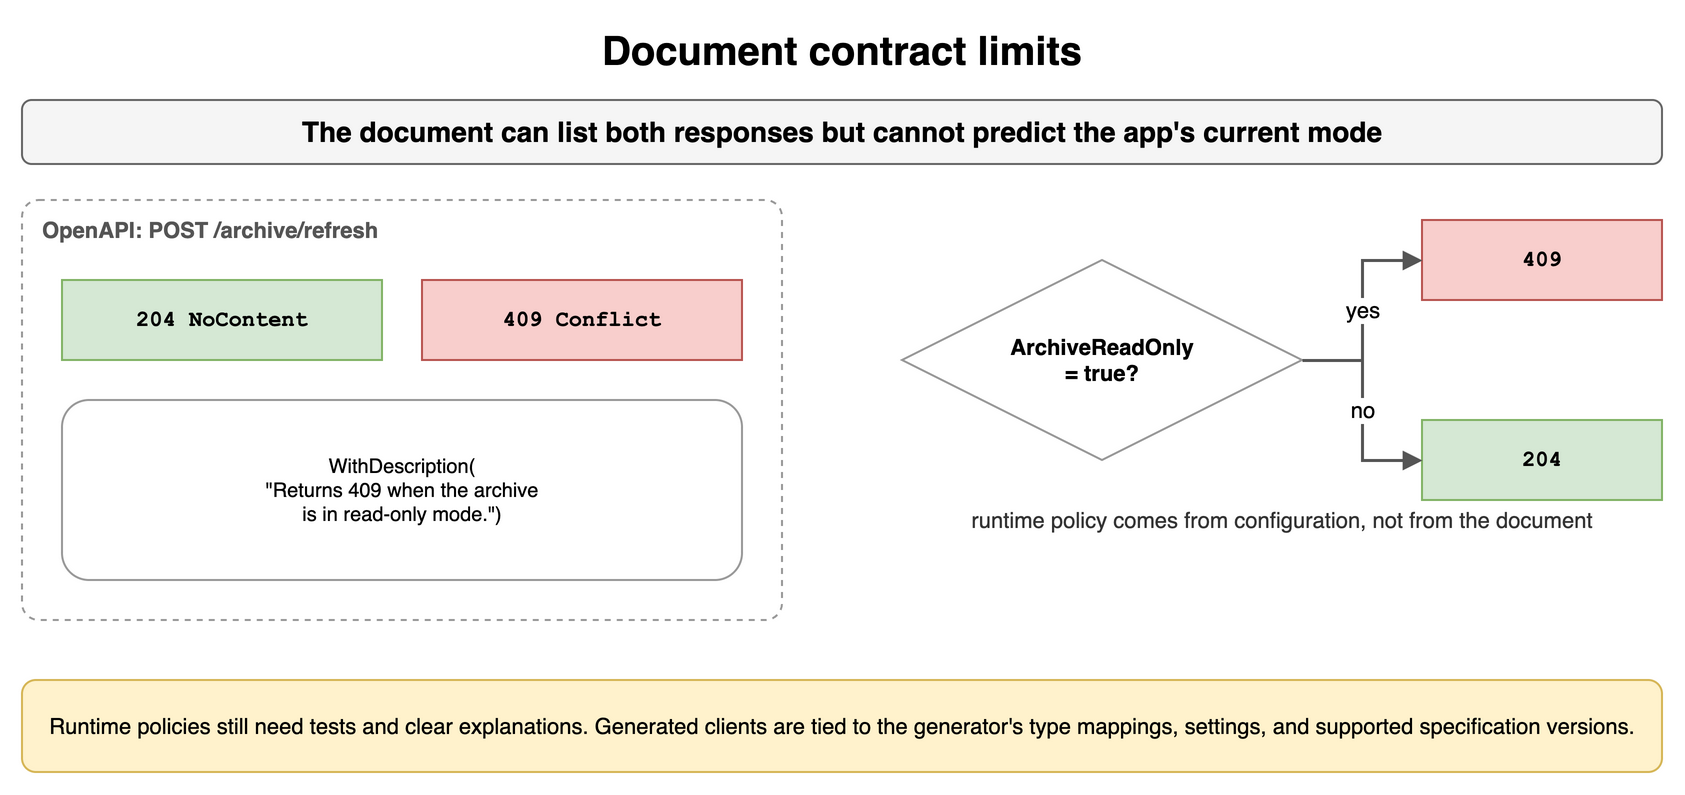 Document contract limits
The document can list both responses but cannot predict the app's current mode
OpenAPI: POST /archive/refresh
204 NoContent
409 Conflict
WithDescription(
"Returns 409 when the archive
is in read-only mode.")
ArchiveReadOnly
= true?
yes
409
no
204
runtime policy comes from configuration, not from the document
Runtime policies still need tests and clear explanations. Generated clients are tied to the generator's type mappings, settings, and supported specification versions.